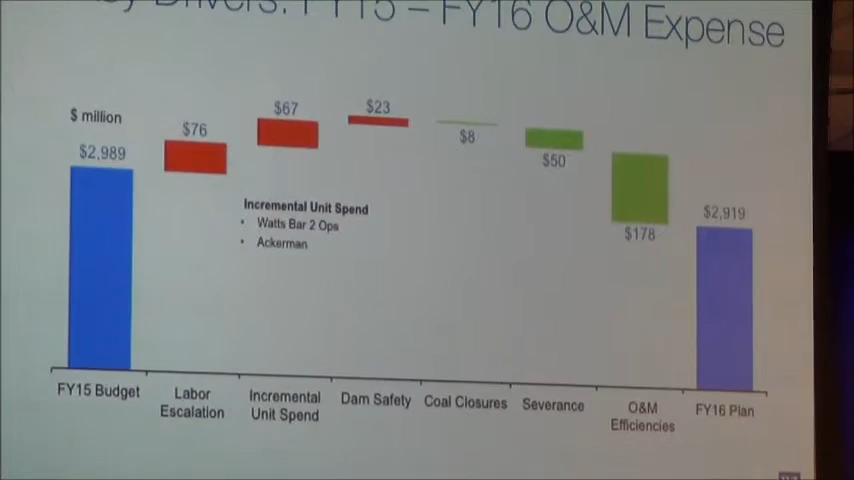 Drivers: FY15 – FY16 O&M Expense
$ million
$2,989
$76
$67
$23
$8
$50
$178
$2,919
Incremental Unit Spend
• Watts Bar 2 Ops
• Ackerman
FY15 Budget
Labor
Escalation
Incremental
Unit Spend
Dam Safety
Coal Closures
Severance
O&M
Efficiencies
FY16 Plan